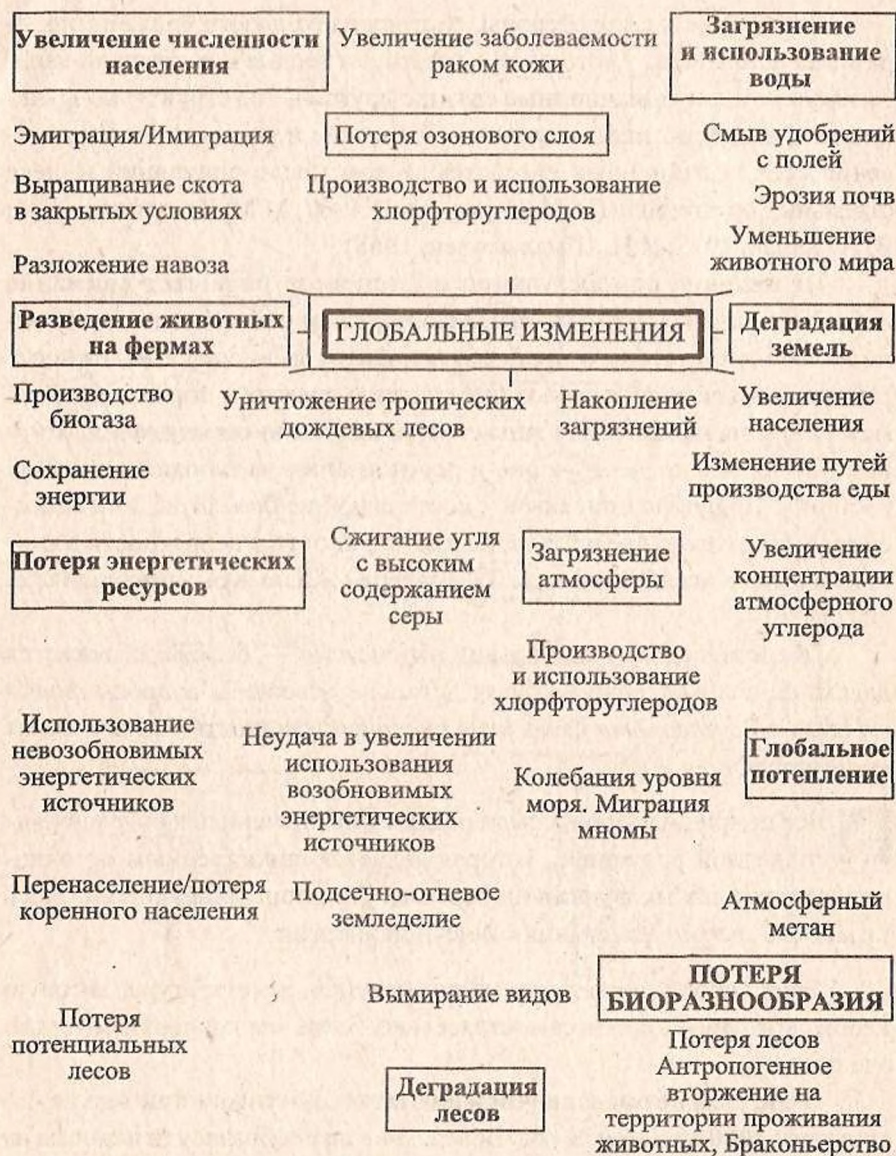 Увеличение численности
населения
Увеличение заболеваемости
раком кожи
Загрязнение
и использование
воды
Эмиграция/Имиграция
Потеря озонового слоя
Смыв удобрений
с полей
Выращивание скота
в закрытых условиях
Производство и использование
хлорфторуглеродов
Эрозия почв
Уменьшение
животного мира
Разложение навоза
Разведение животных
на фермах
ГЛОБАЛЬНЫЕ ИЗМЕНЕНИЯ
Деградация
земель
Производство
биогаза
Уничтожение тропических
дождевых лесов
Накопление
загрязнений
Увеличение
населения
Сохранение
энергии
Изменение путей
производства еды
Потеря энергетических
ресурсов
Сжигание угля
с высоким
содержанием
серы
Загрязнение
атмосферы
Увеличение
концентрации
атмосферного
углерода
Производство
и использование
хлорфторуглеродов
Использование
невозобновимых
энергетических
источников
Неудача в увеличении
использования
возобновимых
энергетических
источников
Колебания уровня
моря. Миграция
мномы
Глобальное
потепление
Перенаселение/потеря
коренного населения
Подсечно-огневое
земледелие
Атмосферный
метан
Потеря
потенциальных
лесов
Вымирание видов
ПОТЕРЯ
БИОРАЗНООБРАЗИЯ
Деградация
лесов
Потеря лесов
Антропогенное
вторжение на
территории проживания
животных, Браконьерство